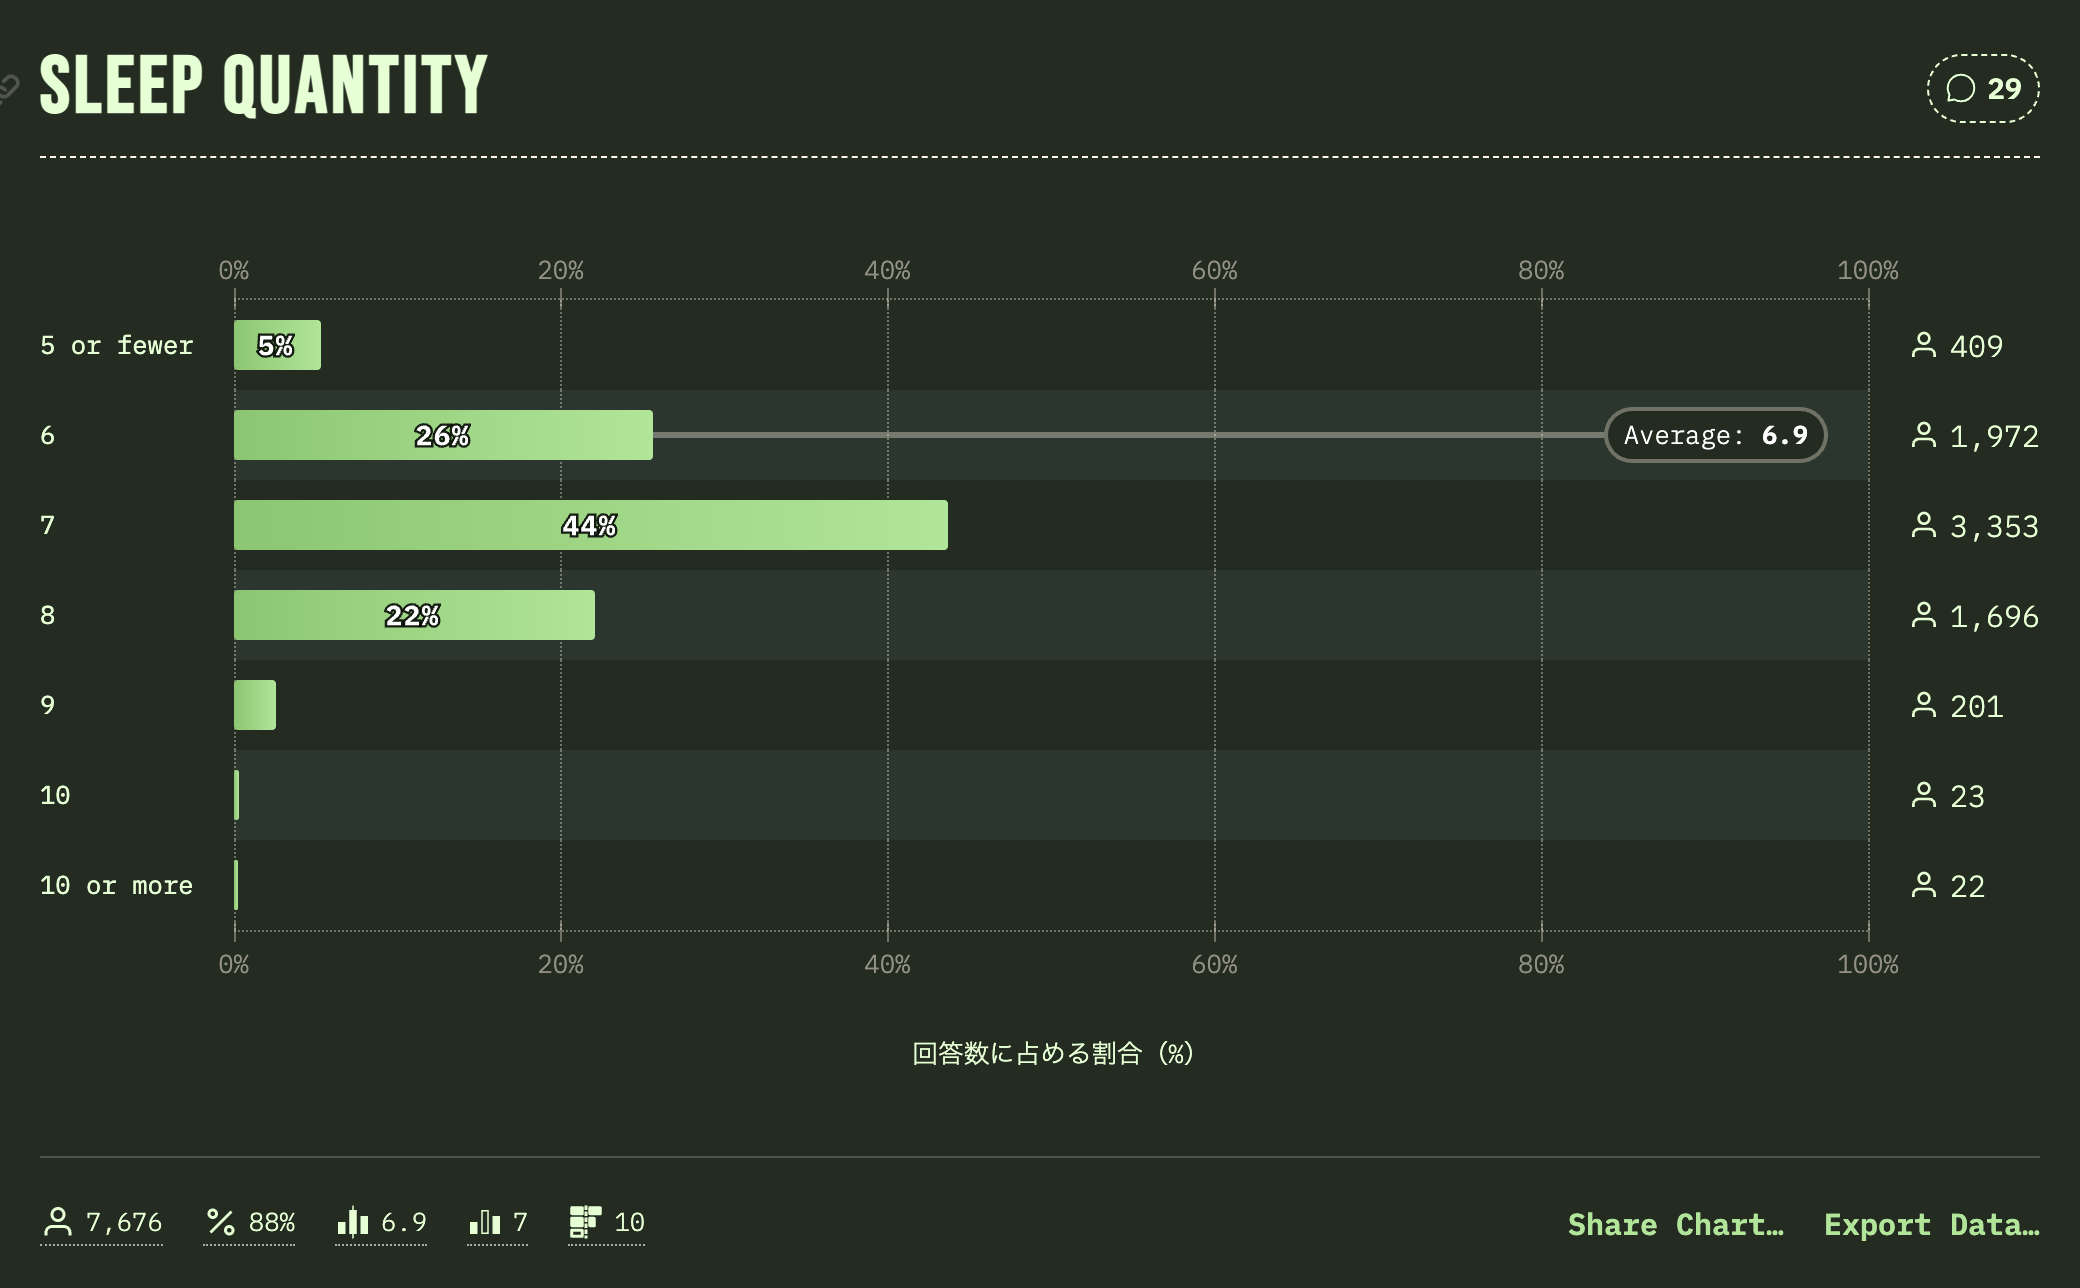 SLEEP QUANTITY
29
0% 20% 40% 60% 80% 100%
5 or fewer 5% 409
6 26% Average: 6.9 1,972
7 44% 3,353
8 22% 1,696
9 201
10 23
10 or more 22
0% 20% 40% 60% 80% 100%
回答数に占める割合 (%)
7,676 % 88% 6.9 7 10 Share Chart… Export Data…